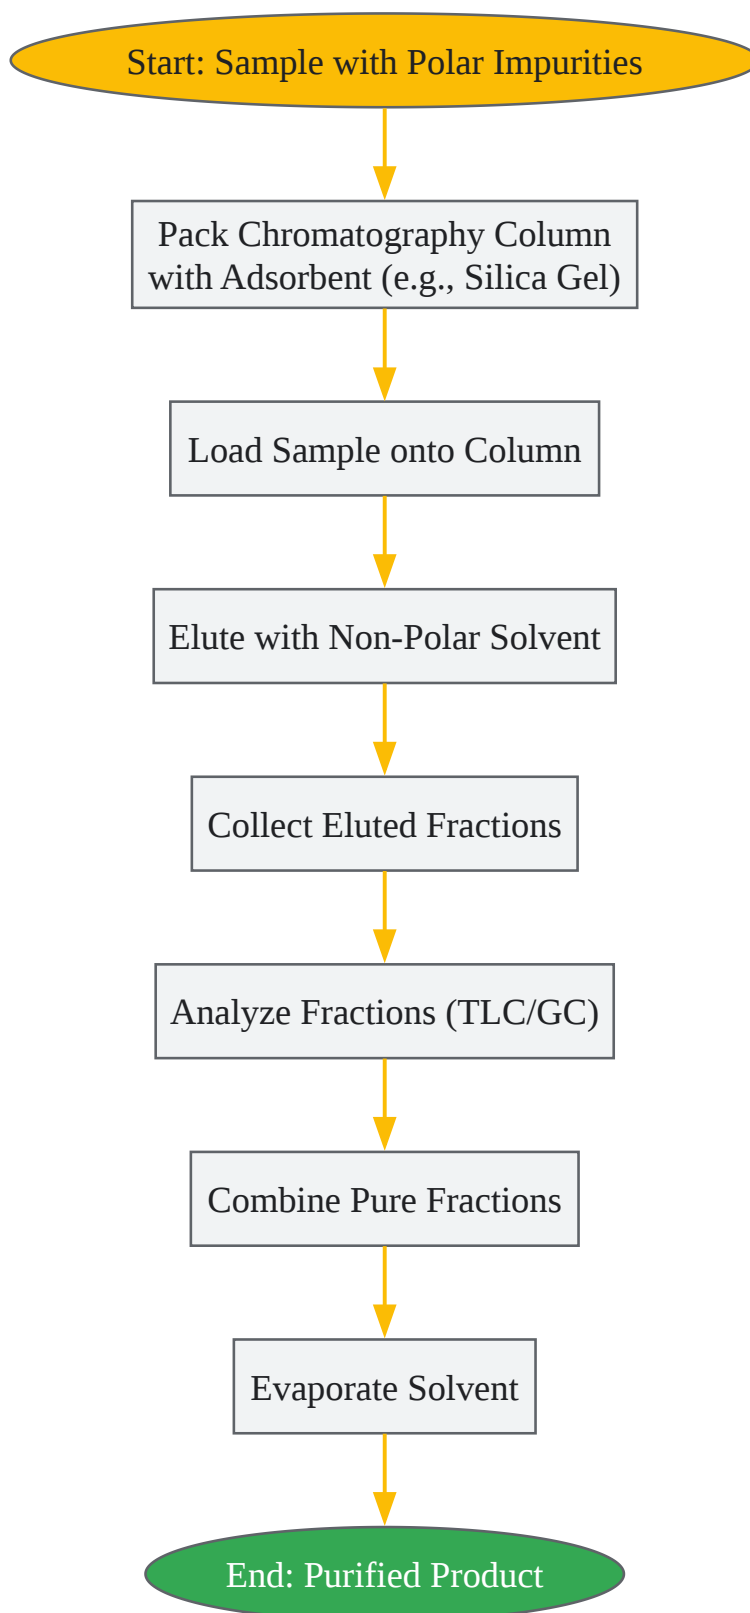 Start: Sample with Polar Impurities
Pack Chromatography Column
with Adsorbent (e.g., Silica Gel)
Load Sample onto Column
Elute with Non-Polar Solvent
Collect Eluted Fractions
Analyze Fractions (TLC/GC)
Combine Pure Fractions
Evaporate Solvent
End: Purified Product